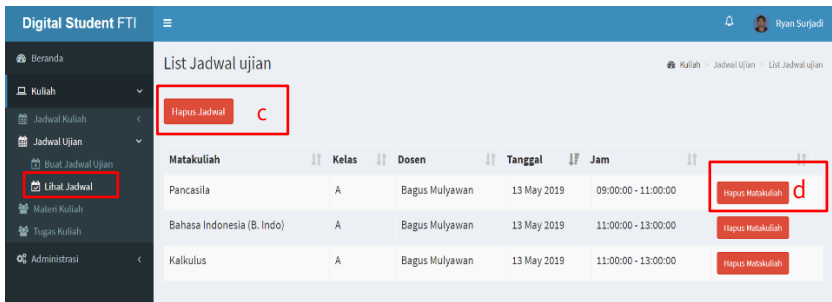 Digital Student FTI
Ryan Surjadi
Beranda
List Jadwal ujian
Kuliah > Jadwal Ujian > List Jadwal ujian
Kuliah
Jadwal Kuliah
Hapus Jadwal
c
Jadwal Ujian
Buat Jadwal Ujian
Lihat Jadwal
Materi Kuliah
Tugas Kuliah
Administrasi
Matakuliah Kelas Dosen Tanggal Jam
Pancasila A Bagus Mulyawan 13 May 2019 09:00:00 - 11:00:00 Hapus Matakuliah d
Bahasa Indonesia (B. Indo) A Bagus Mulyawan 13 May 2019 11:00:00 - 13:00:00 Hapus Matakuliah
Kalkulus A Bagus Mulyawan 13 May 2019 11:00:00 - 13:00:00 Hapus Matakuliah